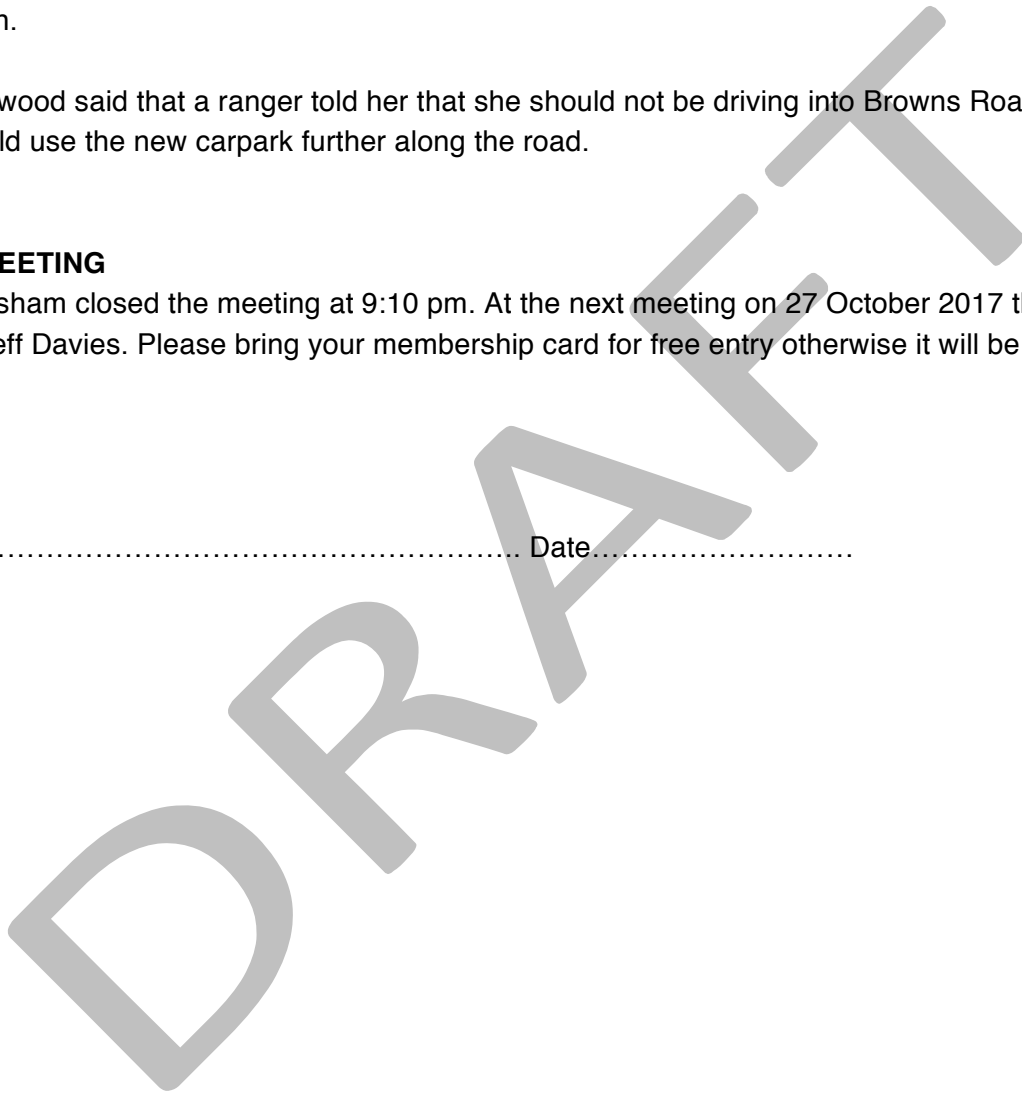 n.
wood said that a ranger told her that she should not be driving into Browns Roa
ld use the new carpark further along the road.
EETING
sham closed the meeting at 9:10 pm. At the next meeting on 27 October 2017 t
eff Davies. Please bring your membership card for free entry otherwise it will be
…………………………………………………….. Date………………………..
DRAFT